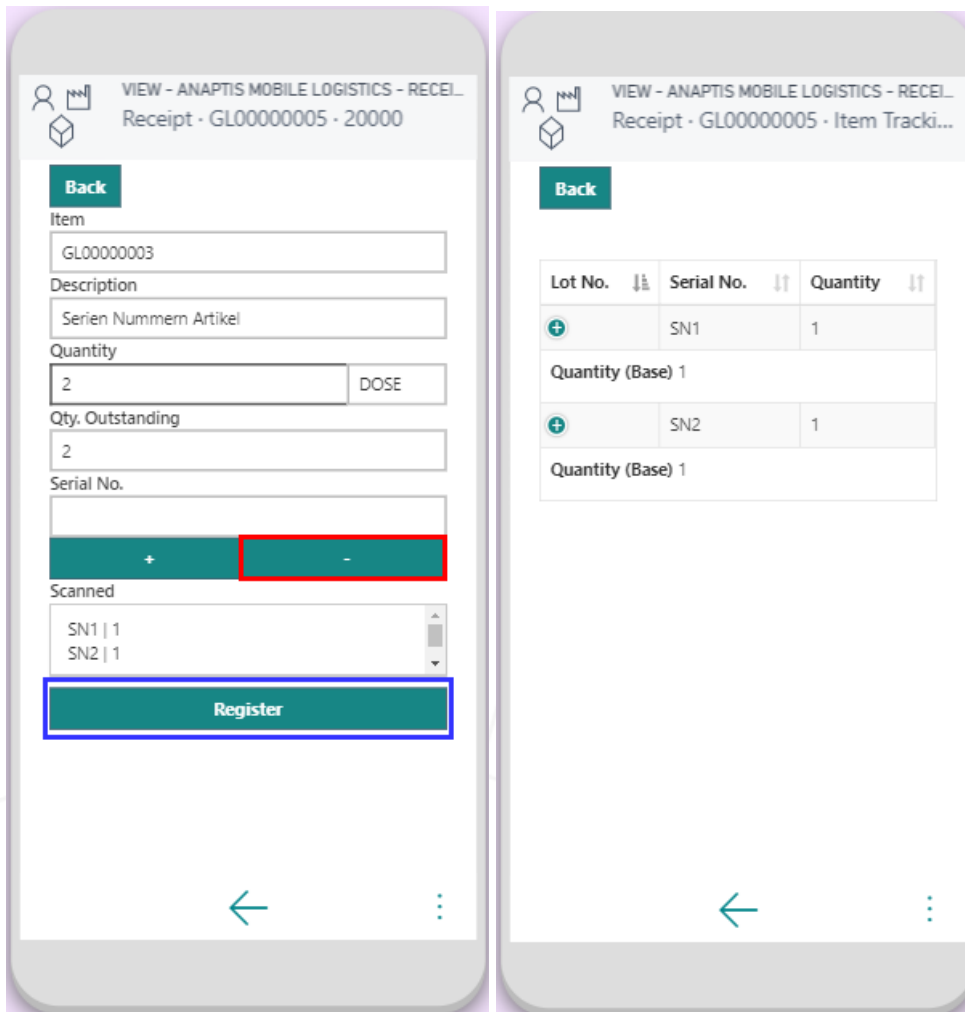 VIEW - ANAPTIS MOBILE LOGISTICS - RECEI...
Receipt · GL00000005 · 20000
Back
Item
GL00000003
Description
Serien Nummern Artikel
Quantity
2 DOSE
Qty. Outstanding
2
Serial No.
+ -
Scanned
SN1 | 1
SN2 | 1
Register
VIEW - ANAPTIS MOBILE LOGISTICS - RECEI...
Receipt · GL00000005 · Item Tracki...
Back
Lot No. Serial No. Quantity
SN1 1
Quantity (Base) 1
SN2 1
Quantity (Base) 1